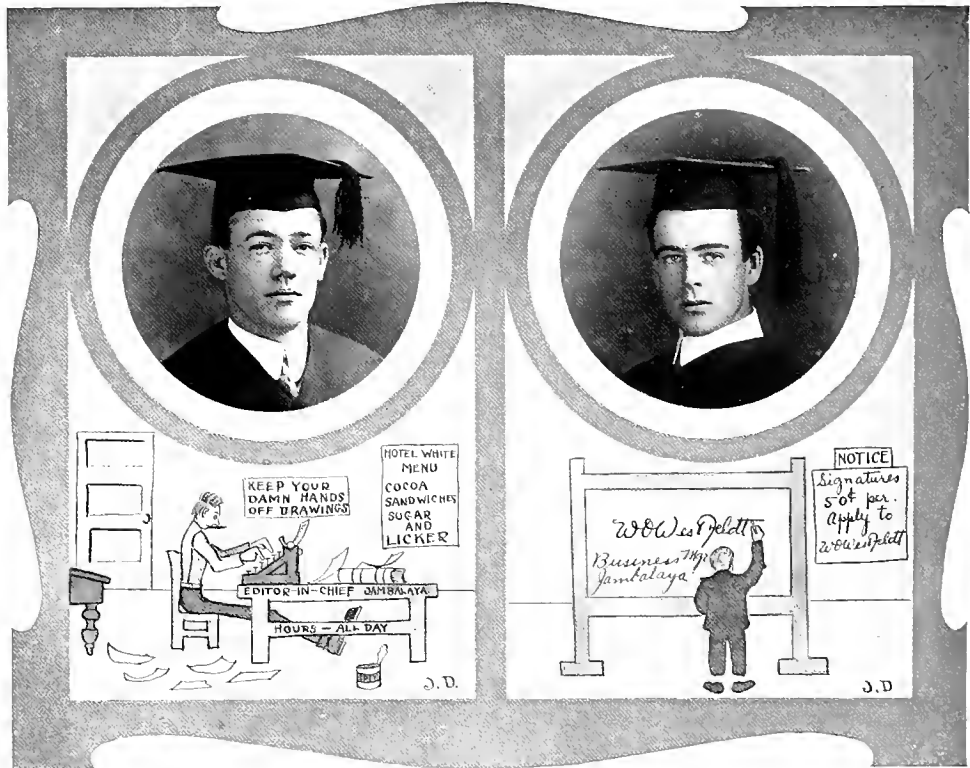 KEEP YOUR
DAMN HANDS
OFF DRAWINGS
HOTEL WHITE
MENU
COCOA
SANDWICHES
SUGAR
AND
LICKER
EDITOR-IN-CHIEF JAMBALAYA
HOURS — ALL DAY
J.D.
W O Westfeldt
Business Mgr.
Jambalaya
NOTICE
Signatures
50¢ per.
Apply to
W O Westfeldt
J.D